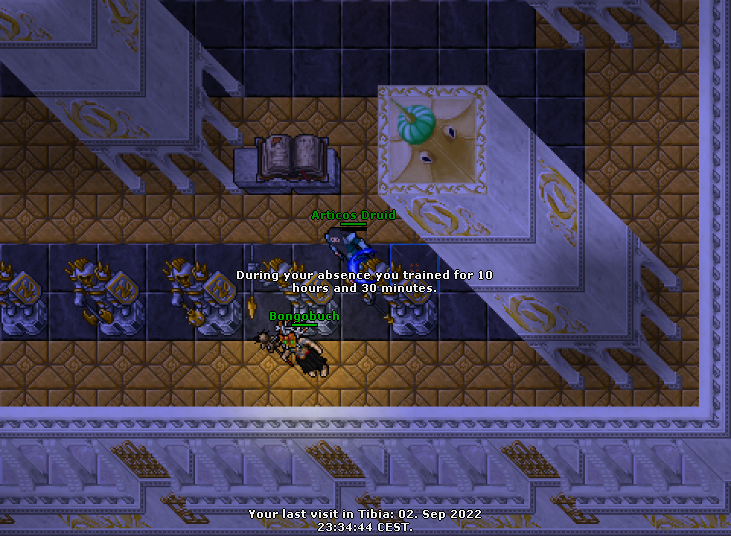 Articos Druid
During your absence you trained for 10
hours and 30 minutes.
Bongobuch
Your last visit in Tibia: 02. Sep 2022
23:34:44 CEST.